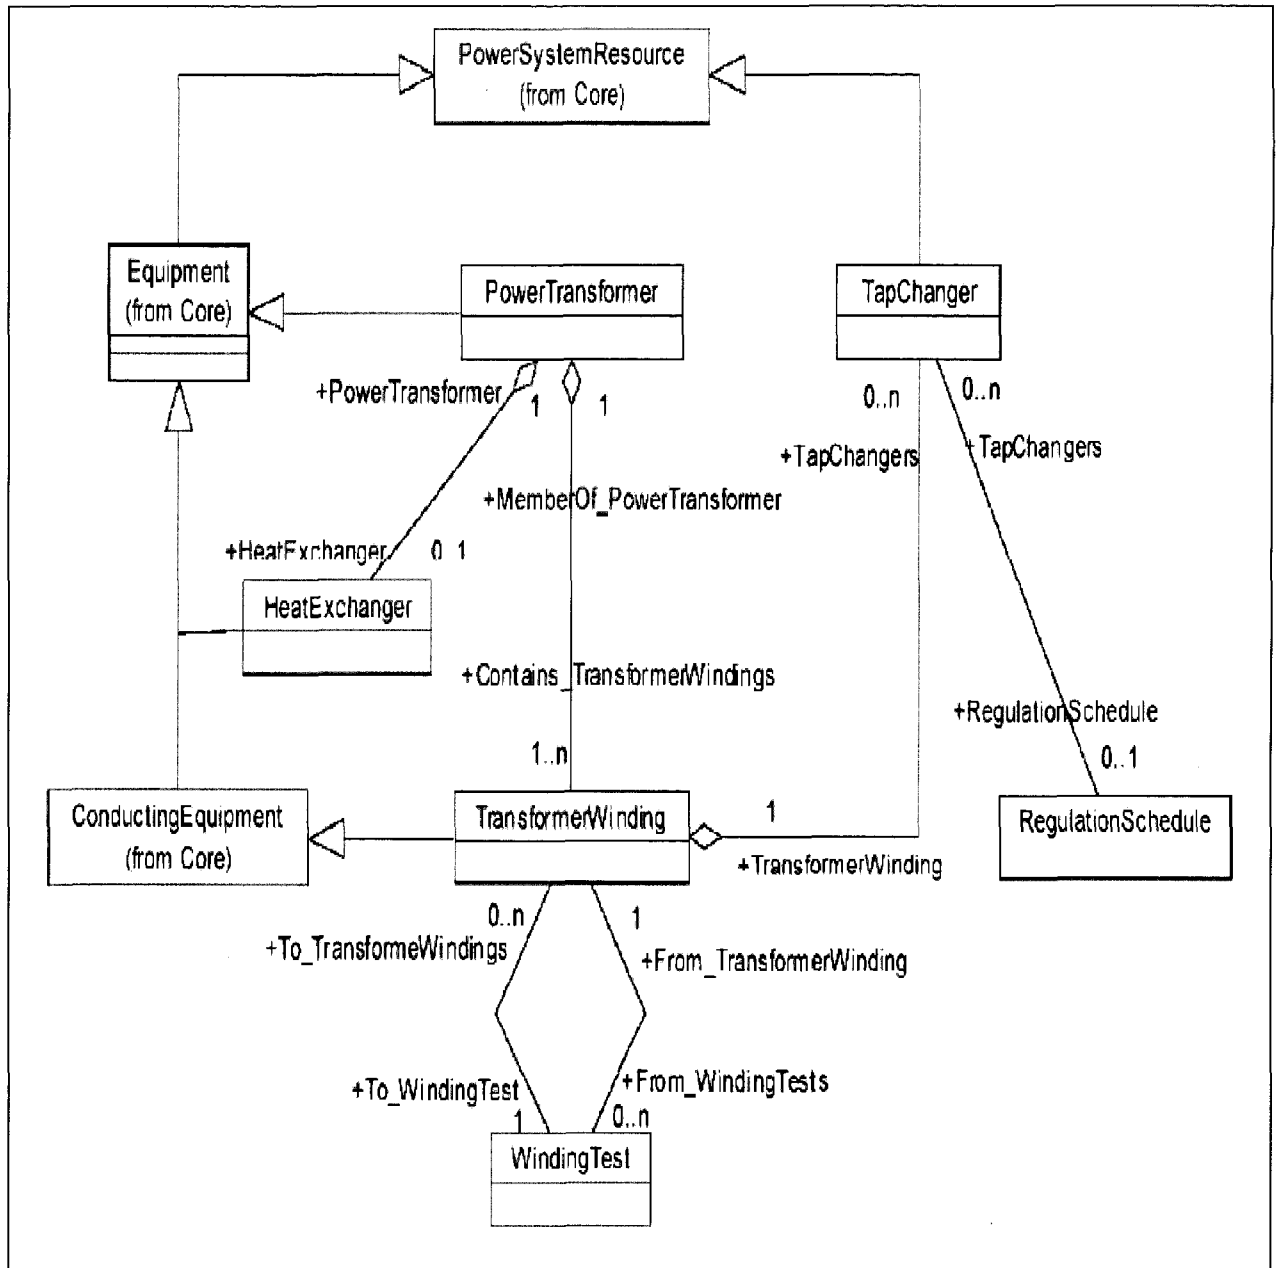 PowerSystemResource
(from Core)
Equipment
(from Core)
PowerTransformer
TapChanger
+PowerTransformer
1
1
0..n
0..n
+TapChangers
+TapChangers
+MemberOf_PowerTransformer
+HeatExchanger
0..1
HeatExchanger
+Contains_TransformerWindings
+RegulationSchedule
1..n
0..1
ConductingEquipment
(from Core)
TransformerWinding
1
RegulationSchedule
+TransformerWinding
0..n
1
+To_TransformeWindings
+From_TransformerWinding
+To_WindingTest
+From_WindingTests
1
0..n
WindingTest